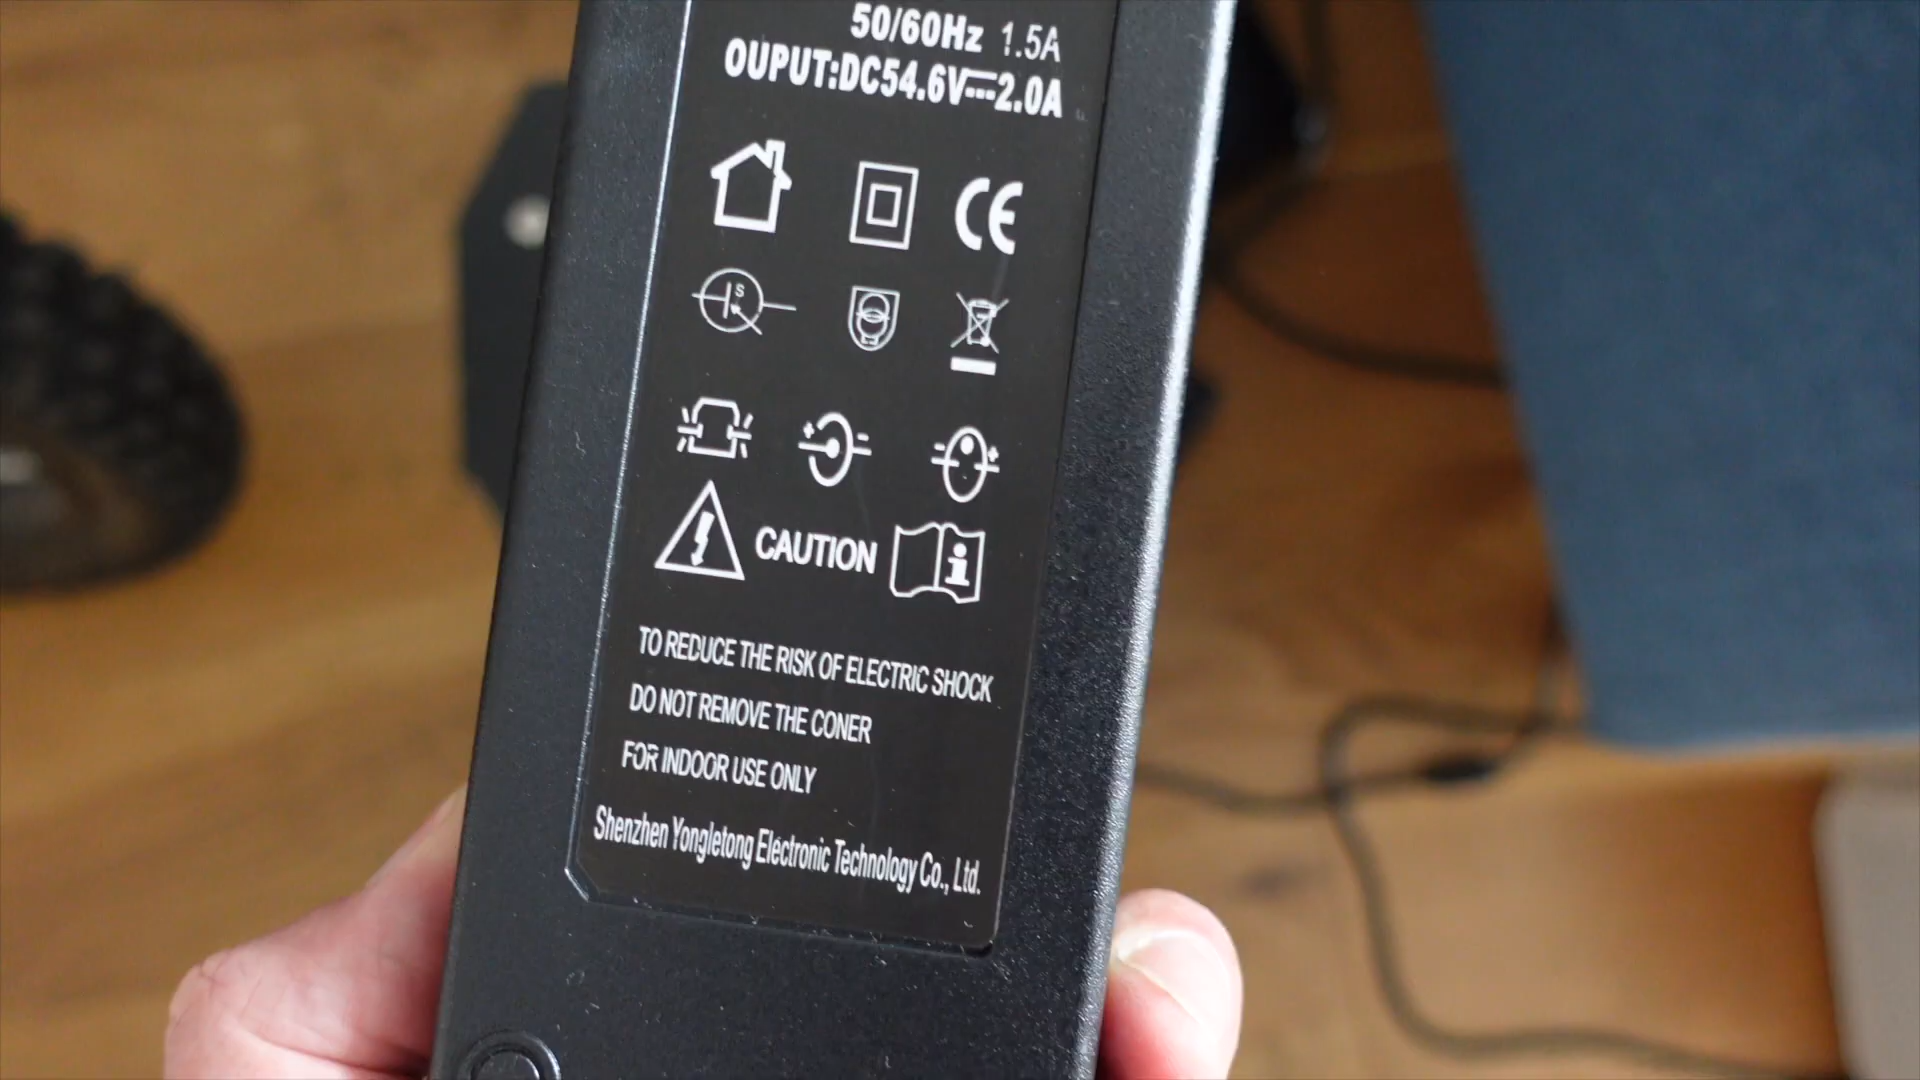 50/60Hz 1.5A
OUPUT:DC54.6V⎓2.0A
CE
S
CAUTION
TO REDUCE THE RISK OF ELECTRIC SHOCK
DO NOT REMOVE THE CONER
FOR INDOOR USE ONLY
Shenzhen Yongletong Electronic Technology Co., Ltd.